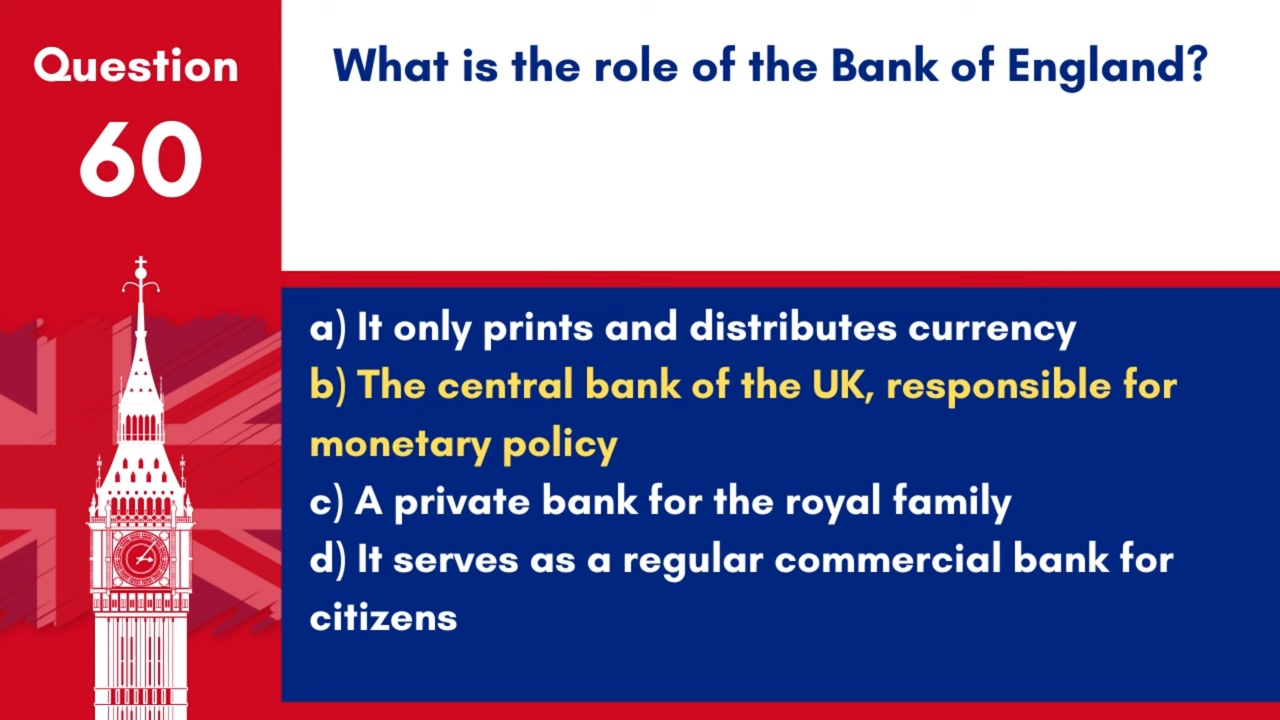 Question
60
What is the role of the Bank of England?
a) It only prints and distributes currency
b) The central bank of the UK, responsible for
monetary policy
c) A private bank for the royal family
d) It serves as a regular commercial bank for
citizens